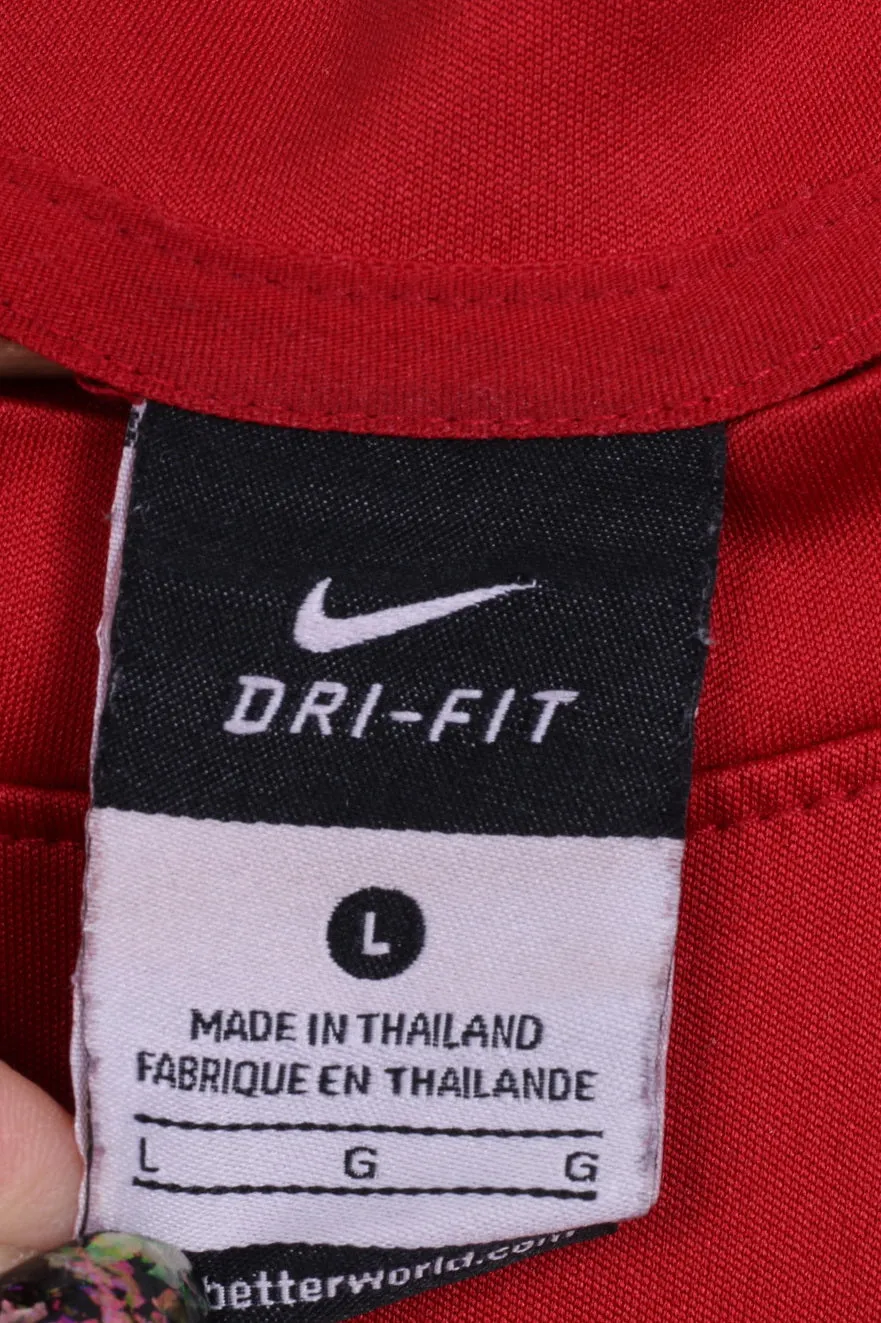 DRI-FIT
L
MADE IN THAILAND
FABRIQUE EN THAILANDE
L G G
betterworld.com